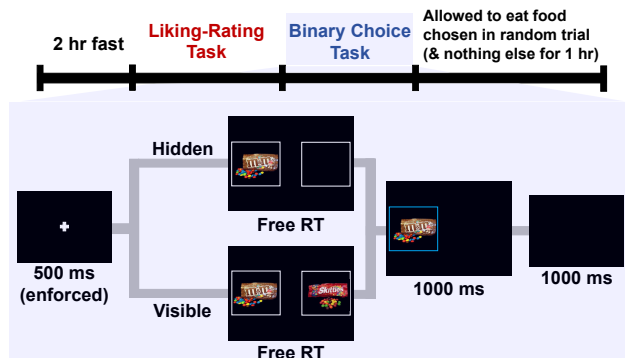 2 hr fast
Liking-Rating
Task
Binary Choice
Task
Allowed to eat food
chosen in random trial
(& nothing else for 1 hr)
Hidden
m&m's
Free RT
500 ms
(enforced)
m&m's
1000 ms
1000 ms
Visible
m&m's
Skittles
Free RT